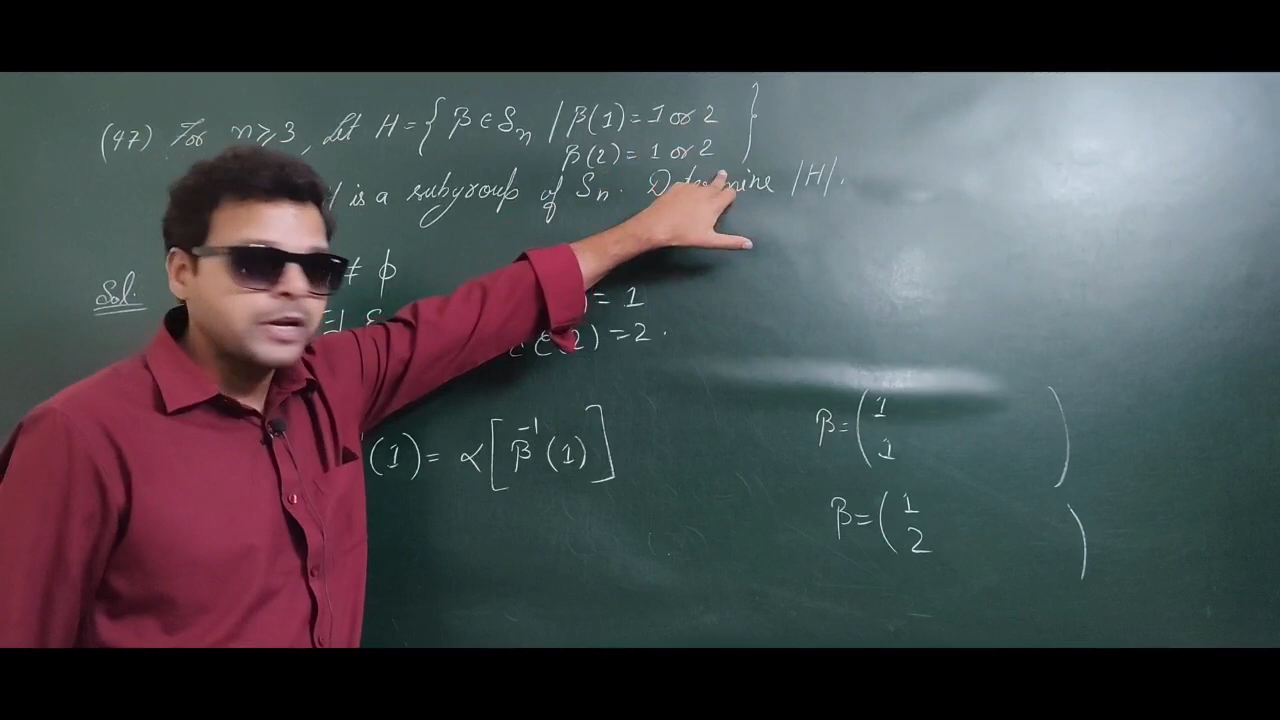 (47) For n ≥ 3, Let H = { β ∈ Sn / β(1) = 1 or 2
β(2) = 1 or 2 }
is a subgroup of Sn. Determine |H|.
Sol. ≠ ϕ
= 1
ε(2) = 2.
(1) = α[β⁻¹(1)]
β = ( 1
1 )
β = ( 1
2 )